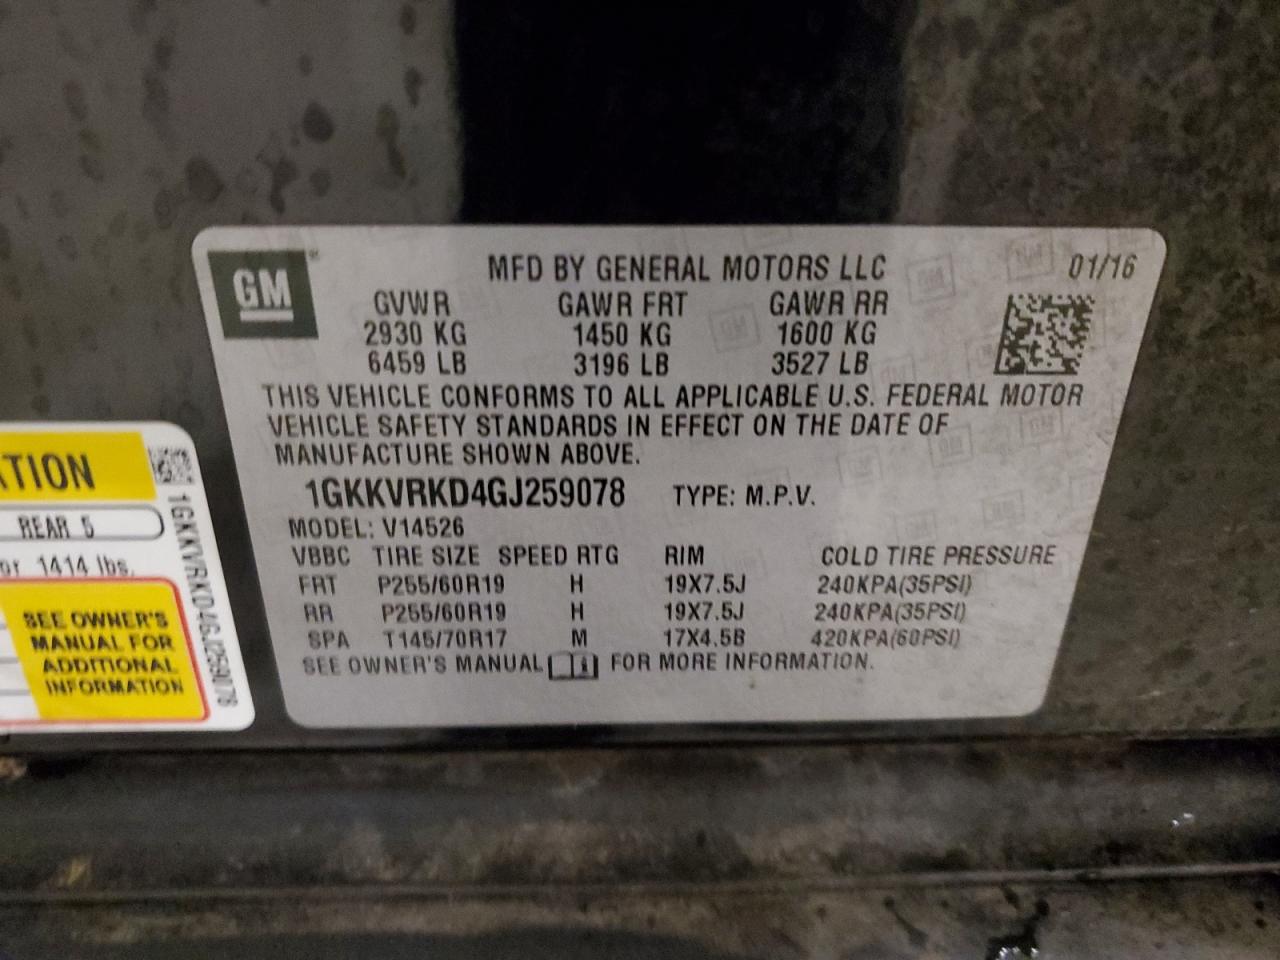 GM
MFD BY GENERAL MOTORS LLC
01/16
GVWR GAWR FRT GAWR RR
2930 KG 1450 KG 1600 KG
6459 LB 3196 LB 3527 LB
THIS VEHICLE CONFORMS TO ALL APPLICABLE U.S. FEDERAL MOTOR
VEHICLE SAFETY STANDARDS IN EFFECT ON THE DATE OF
MANUFACTURE SHOWN ABOVE.
1GKKVRKD4GJ259078 TYPE: M.P.V.
MODEL: V14526
VBBC TIRE SIZE SPEED RTG RIM COLD TIRE PRESSURE
FRT P255/60R19 H 19X7.5J 240KPA(35PSI)
RR P255/60R19 H 19X7.5J 240KPA(35PSI)
SPA T145/70R17 M 17X4.5B 420KPA(60PSI)
SEE OWNER'S MANUAL FOR MORE INFORMATION.
ATION
REAR 5
or 1414 lbs.
SEE OWNER'S
MANUAL FOR
ADDITIONAL
INFORMATION
1GKKVRKD4GJ259078